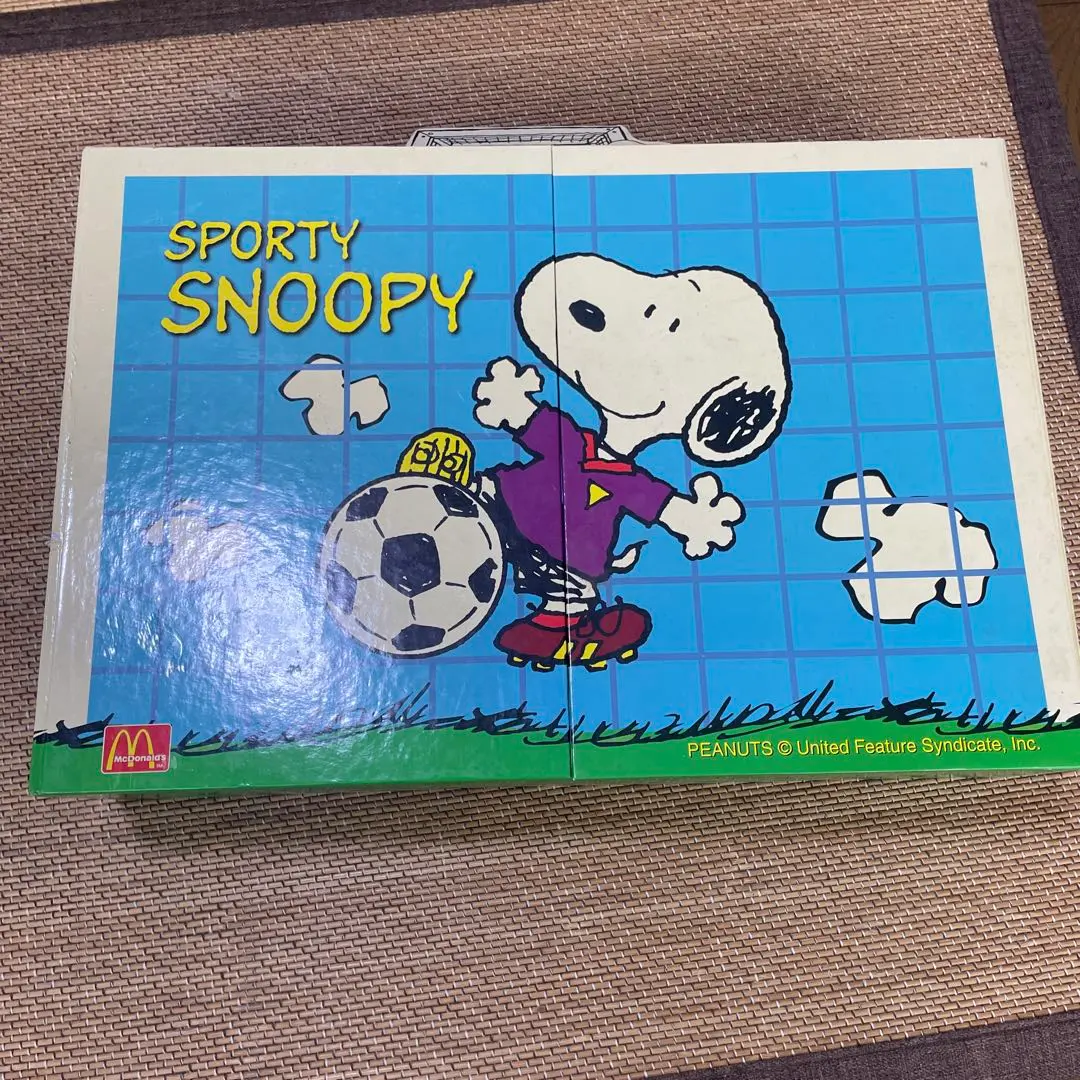 SPORTY
SNOOPY
McDonald's
PEANUTS © United Feature Syndicate, Inc.